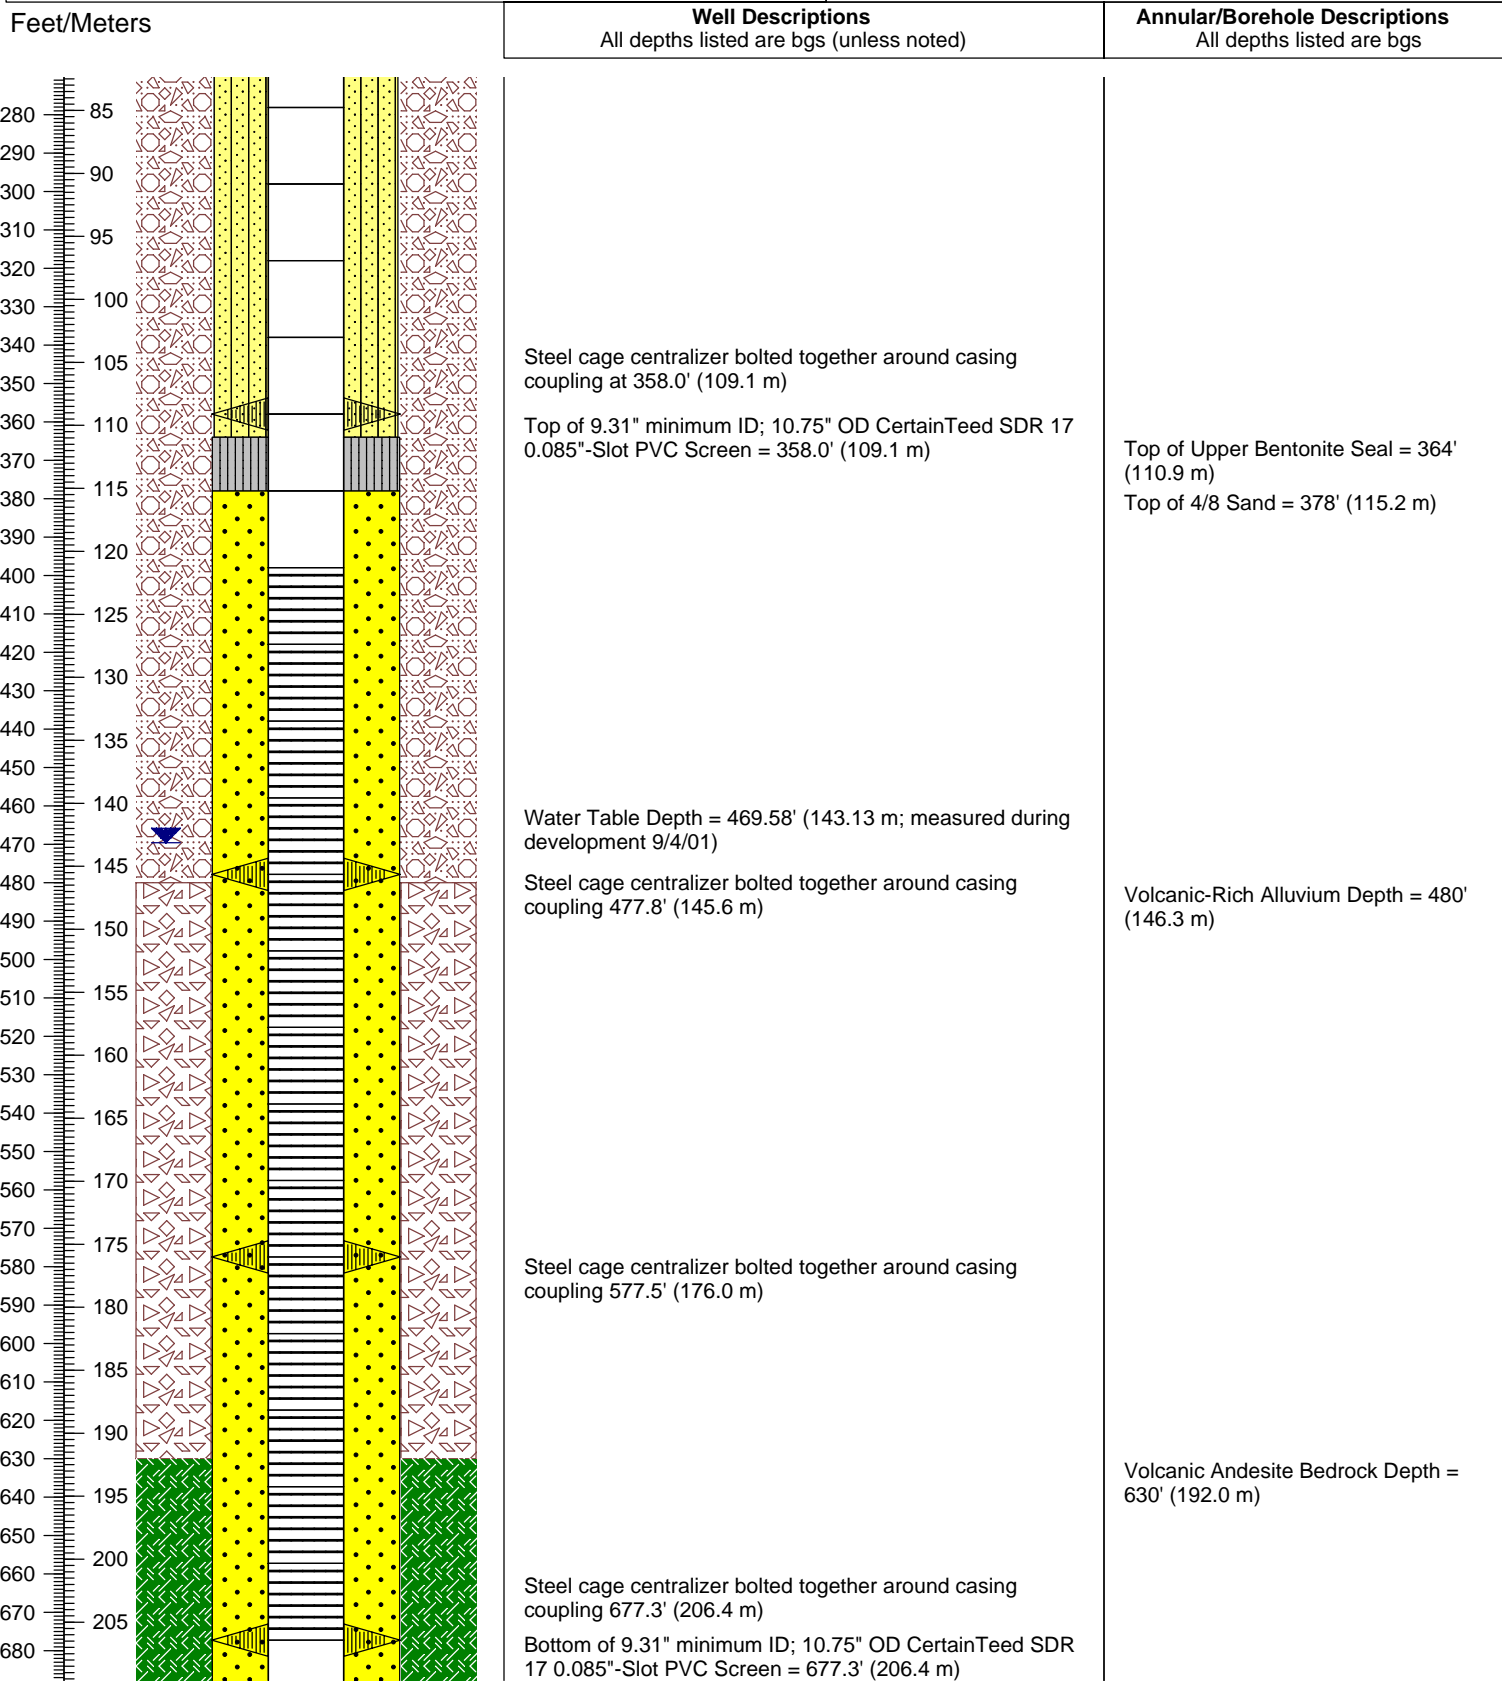 Feet/Meters
Well Descriptions
All depths listed are bgs (unless noted)
Annular/Borehole Descriptions
All depths listed are bgs
280
85
290
90
300
310
95
320
100
330
340
105
350
360
110
370
115
380
390
120
400
410
125
420
130
430
440
135
450
460
140
470
145
480
490
150
500
510
155
520
160
530
540
165
550
170
560
570
175
580
590
180
600
185
610
620
190
630
640
195
650
200
660
670
205
680
Steel cage centralizer bolted together around casing
coupling at 358.0' (109.1 m)
Top of 9.31" minimum ID; 10.75" OD CertainTeed SDR 17
0.085"-Slot PVC Screen = 358.0' (109.1 m)
Water Table Depth = 469.58' (143.13 m; measured during
development 9/4/01)
Steel cage centralizer bolted together around casing
coupling 477.8' (145.6 m)
Steel cage centralizer bolted together around casing
coupling 577.5' (176.0 m)
Steel cage centralizer bolted together around casing
coupling 677.3' (206.4 m)
Bottom of 9.31" minimum ID; 10.75" OD CertainTeed SDR
17 0.085"-Slot PVC Screen = 677.3' (206.4 m)
Top of Upper Bentonite Seal = 364'
(110.9 m)
Top of 4/8 Sand = 378' (115.2 m)
Volcanic-Rich Alluvium Depth = 480'
(146.3 m)
Volcanic Andesite Bedrock Depth =
630' (192.0 m)